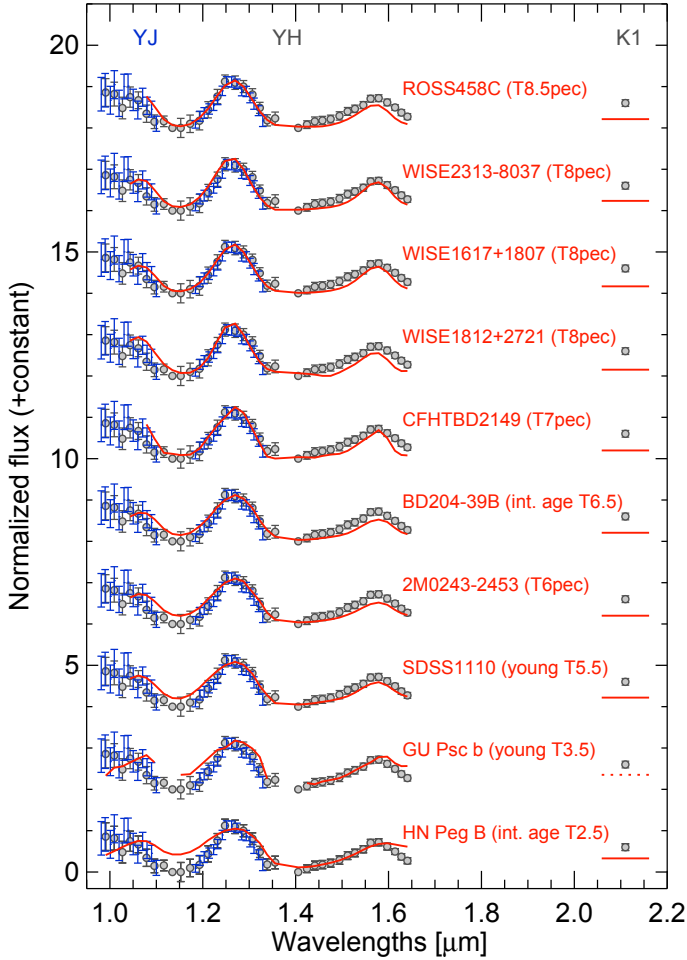 20
YJ YH K1
ROSS458C (T8.5pec)
WISE2313-8037 (T8pec)
15
WISE1617+1807 (T8pec)
WISE1812+2721 (T8pec)
CFHTBD2149 (T7pec)
10
BD204-39B (int. age T6.5)
2M0243-2453 (T6pec)
5
SDSS1110 (young T5.5)
GU Psc b (young T3.5)
HN Peg B (int. age T2.5)
0
1.0 1.2 1.4 1.6 1.8 2.0 2.2
Wavelengths [μm]
Normalized flux (+constant)